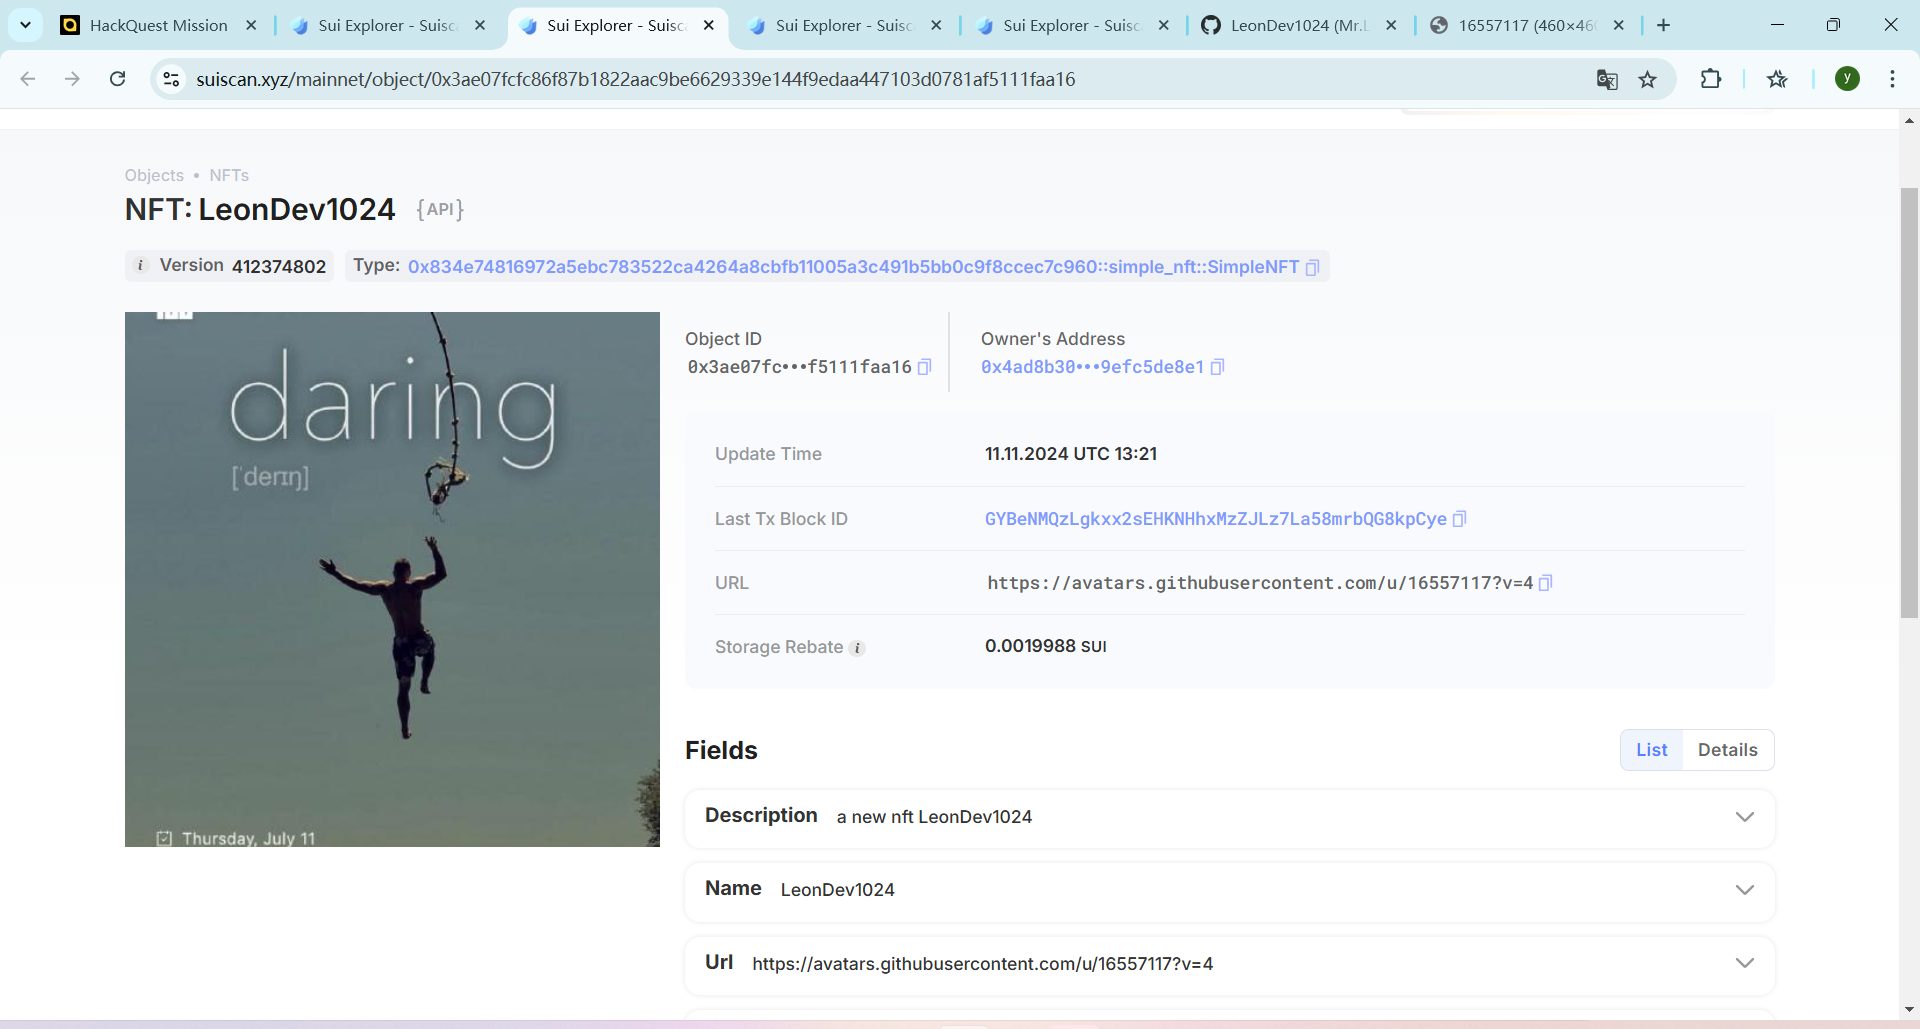 HackQuest Mission
Sui Explorer - Suisc
Sui Explorer - Suisc
Sui Explorer - Suisc
Sui Explorer - Suisc
LeonDev1024 (Mr.L
16557117 (460×46
suiscan.xyz/mainnet/object/0x3ae07fcfc86f87b1822aac9be6629339e144f9edaa447103d0781af5111faa16
y
Objects • NFTs
NFT: LeonDev1024 {API}
i Version 412374802
Type: 0x834e74816972a5ebc783522ca4264a8cbfb11005a3c491b5bb0c9f8ccec7c960::simple_nft::SimpleNFT
daring
[ˈderɪŋ]
Thursday, July 11
Object ID
0x3ae07fc•••f5111faa16
Owner's Address
0x4ad8b30•••9efc5de8e1
Update Time 11.11.2024 UTC 13:21
Last Tx Block ID GYBeNMQzLgkxx2sEHKNHhxMzZJLz7La58mrbQG8kpCye
URL https://avatars.githubusercontent.com/u/16557117?v=4
Storage Rebate i 0.0019988 SUI
Fields
List Details
Description a new nft LeonDev1024
Name LeonDev1024
Url https://avatars.githubusercontent.com/u/16557117?v=4